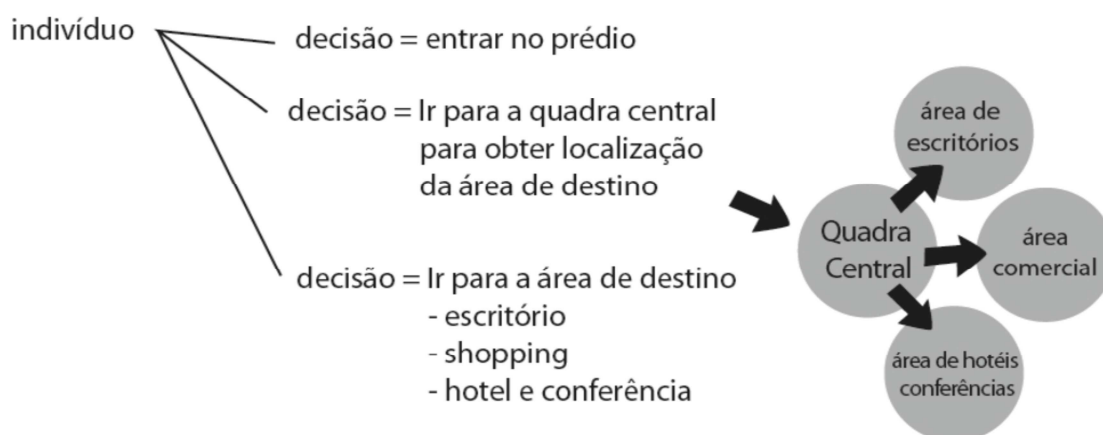 indivíduo
decisão = entrar no prédio
decisão = Ir para a quadra central
para obter localização
da área de destino
decisão = Ir para a área de destino
- escritório
- shopping
- hotel e conferência
Quadra
Central
área de
escritórios
área
comercial
área de hotéis
conferências